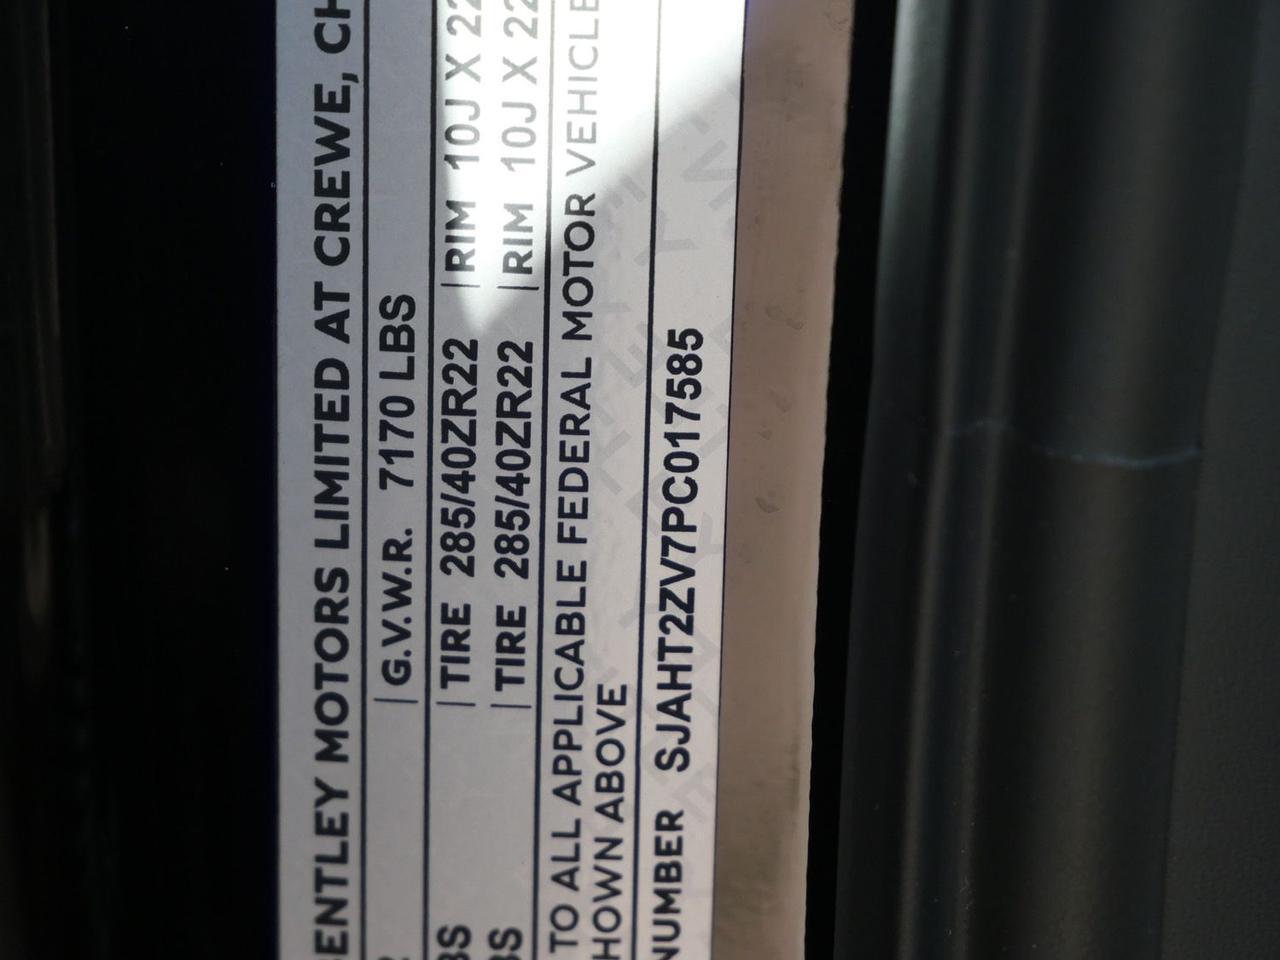 ENTLEY MOTORS LIMITED AT CREWE,
G.V.W.R. 7170 LBS
BS TIRE 285/40ZR22 RIM 10J X 22
BS TIRE 285/40ZR22 RIM 10J X 22
TO ALL APPLICABLE FEDERAL MOTOR VEHICLE
HOWN ABOVE
NUMBER SJAHT2ZV7PC017585